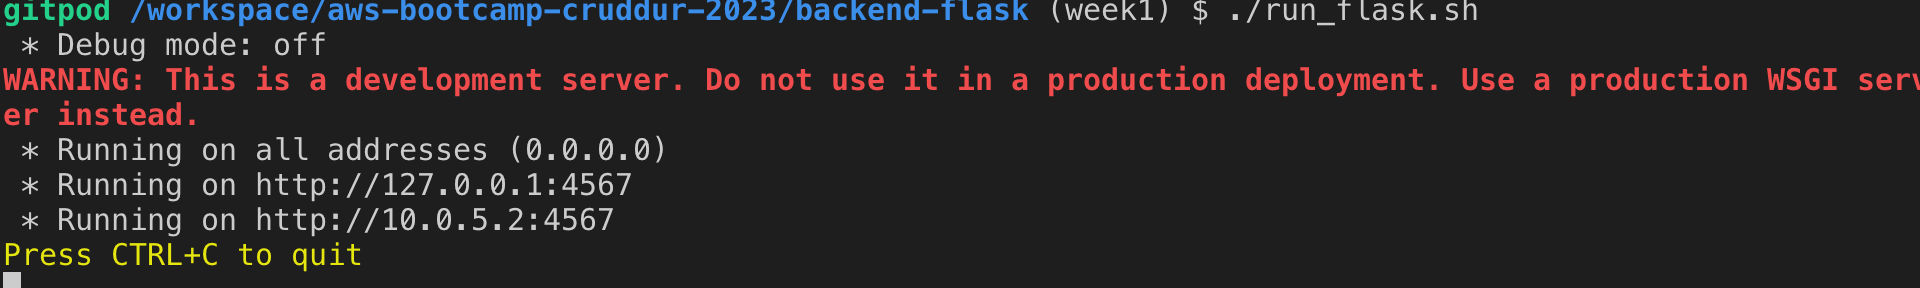 gitpod /workspace/aws-bootcamp-cruddur-2023/backend-flask (week1) $ ./run_flask.sh
 * Debug mode: off
WARNING: This is a development server. Do not use it in a production deployment. Use a production WSGI serv
er instead.
 * Running on all addresses (0.0.0.0)
 * Running on http://127.0.0.1:4567
 * Running on http://10.0.5.2:4567
Press CTRL+C to quit